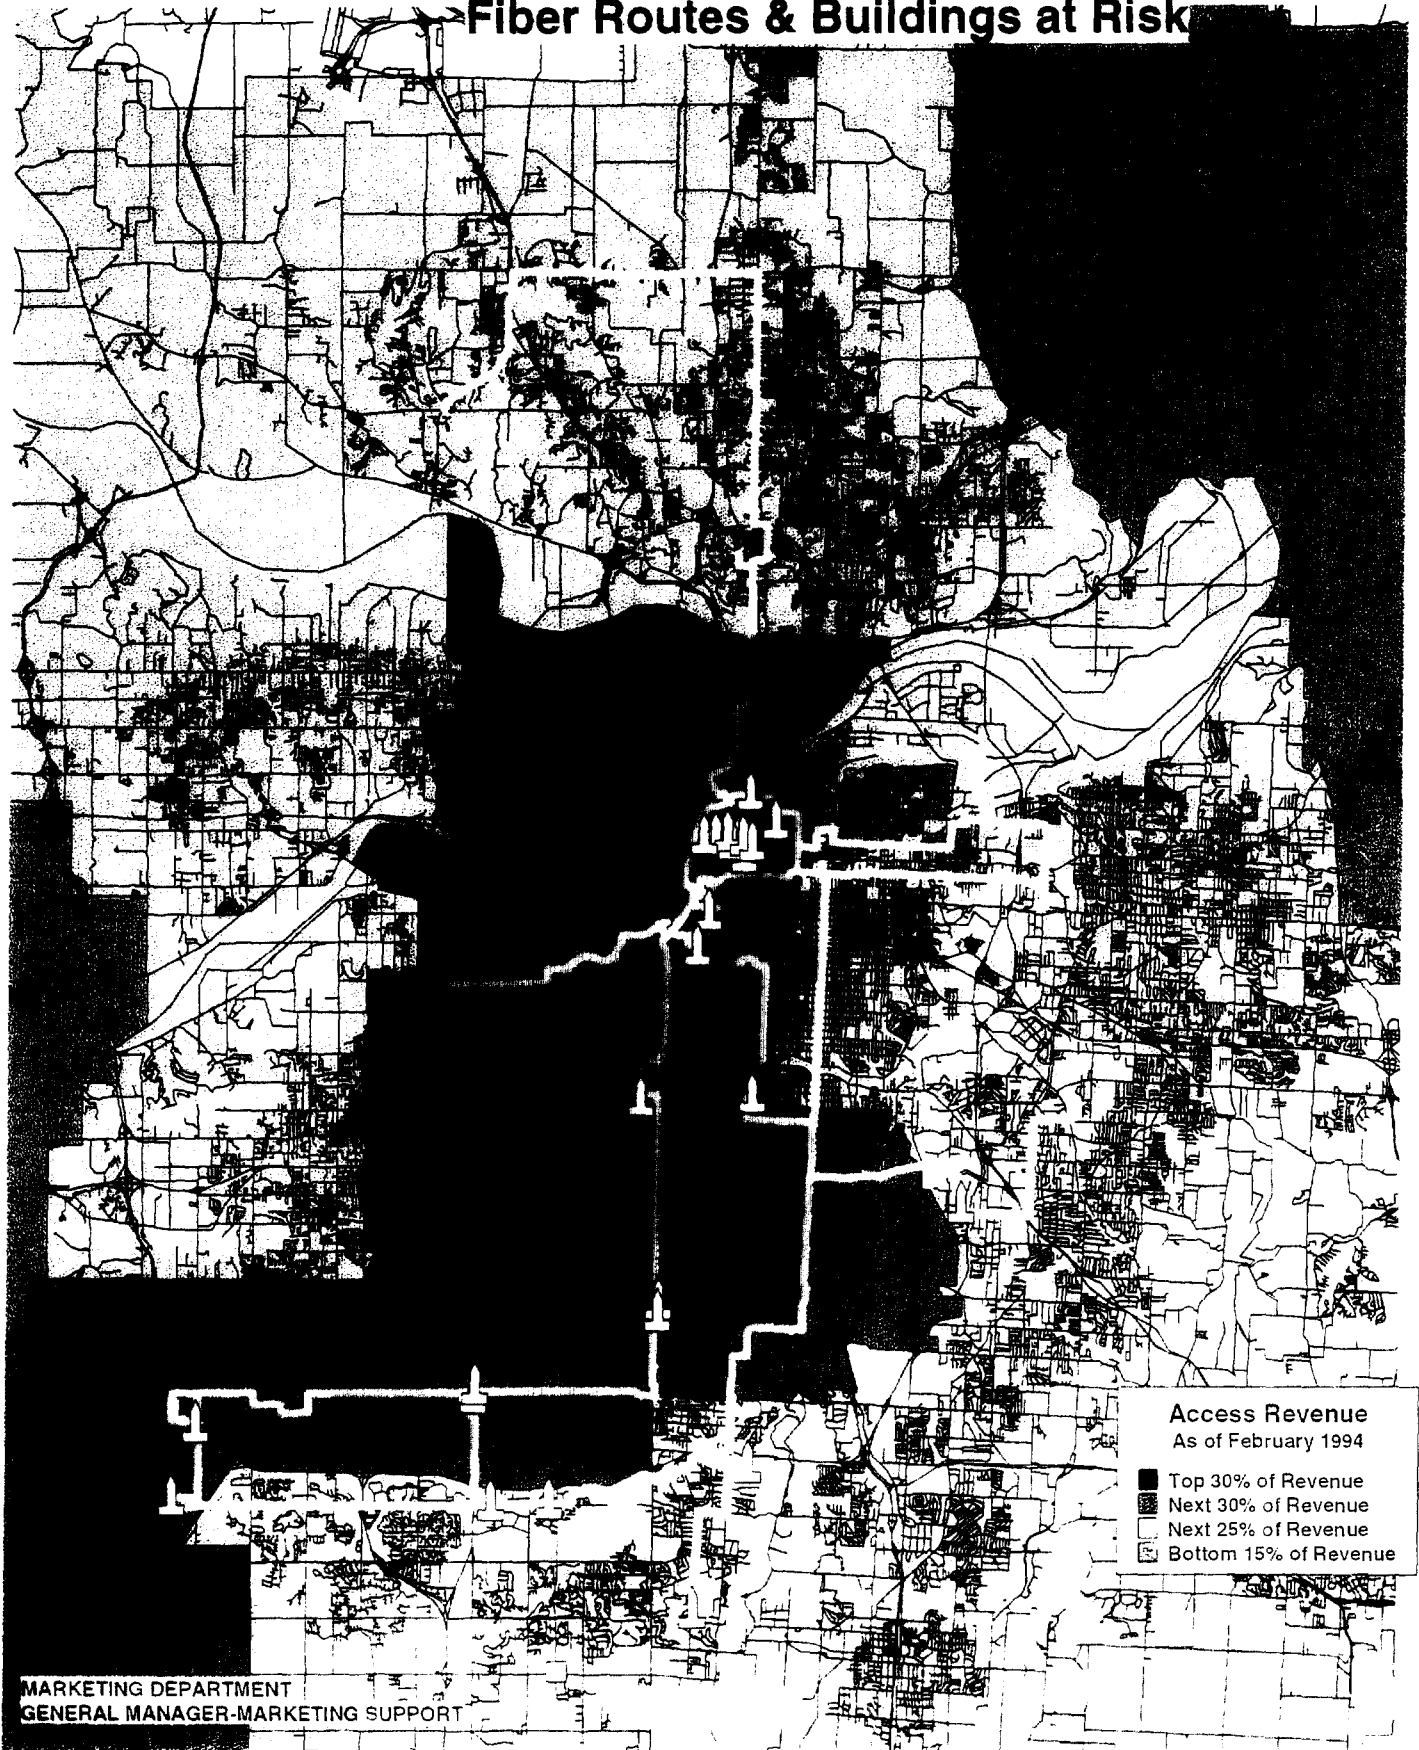 Fiber Routes & Buildings at Risk
Access Revenue
As of February 1994
Top 30% of Revenue
Next 30% of Revenue
Next 25% of Revenue
Bottom 15% of Revenue
MARKETING DEPARTMENT
GENERAL MANAGER-MARKETING SUPPORT